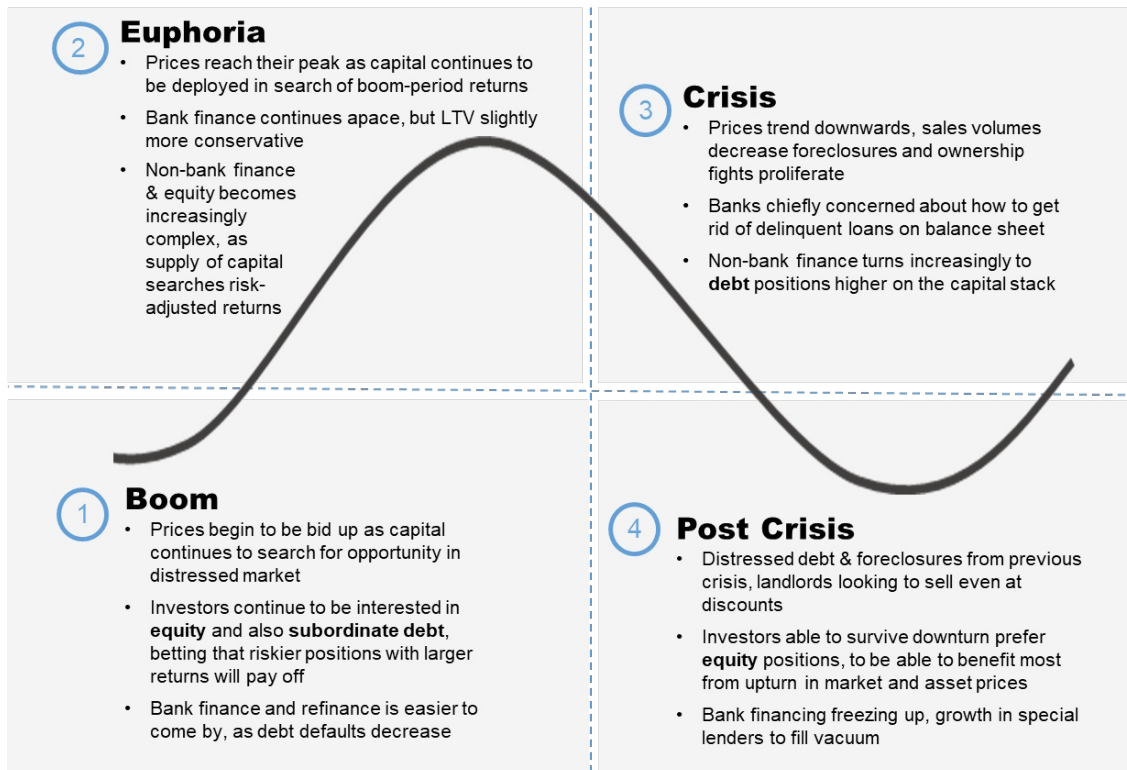 2
Euphoria
• Prices reach their peak as capital continues to
be deployed in search of boom-period returns
• Bank finance continues apace, but LTV slightly
more conservative
• Non-bank finance
& equity becomes
increasingly
complex, as
supply of capital
searches risk-
adjusted returns
3
Crisis
• Prices trend downwards, sales volumes
decrease foreclosures and ownership
fights proliferate
• Banks chiefly concerned about how to get
rid of delinquent loans on balance sheet
• Non-bank finance turns increasingly to
debt positions higher on the capital stack
1
Boom
• Prices begin to be bid up as capital
continues to search for opportunity in
distressed market
• Investors continue to be interested in
equity and also subordinate debt,
betting that riskier positions with larger
returns will pay off
• Bank finance and refinance is easier to
come by, as debt defaults decrease
4
Post Crisis
• Distressed debt & foreclosures from previous
crisis, landlords looking to sell even at
discounts
• Investors able to survive downturn prefer
equity positions, to be able to benefit most
from upturn in market and asset prices
• Bank financing freezing up, growth in special
lenders to fill vacuum